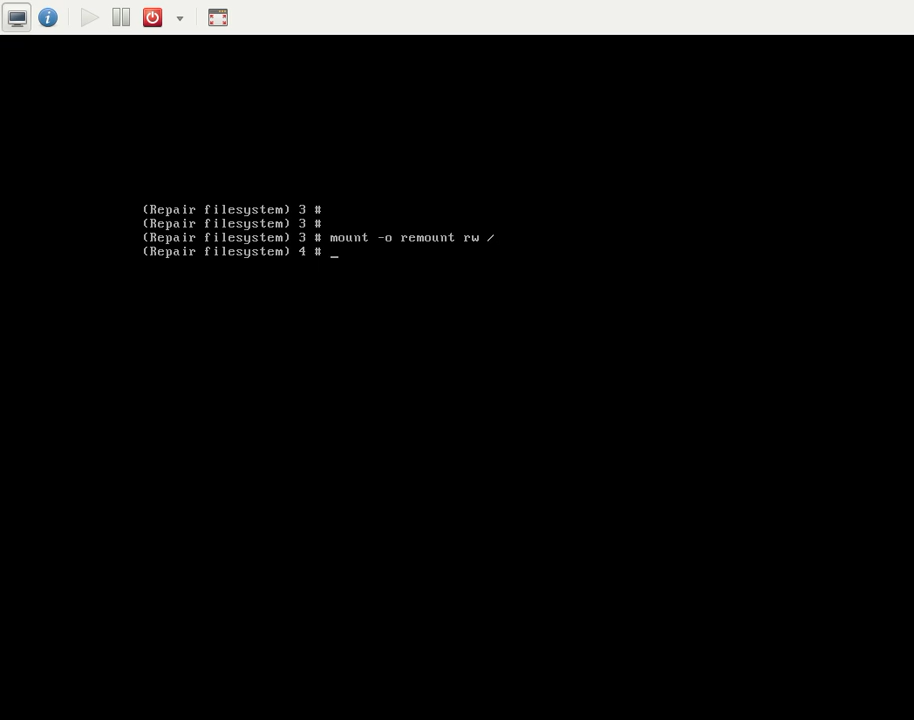 (Repair filesystem) 3 #
(Repair filesystem) 3 #
(Repair filesystem) 3 # mount -o remount rw /
(Repair filesystem) 4 # _